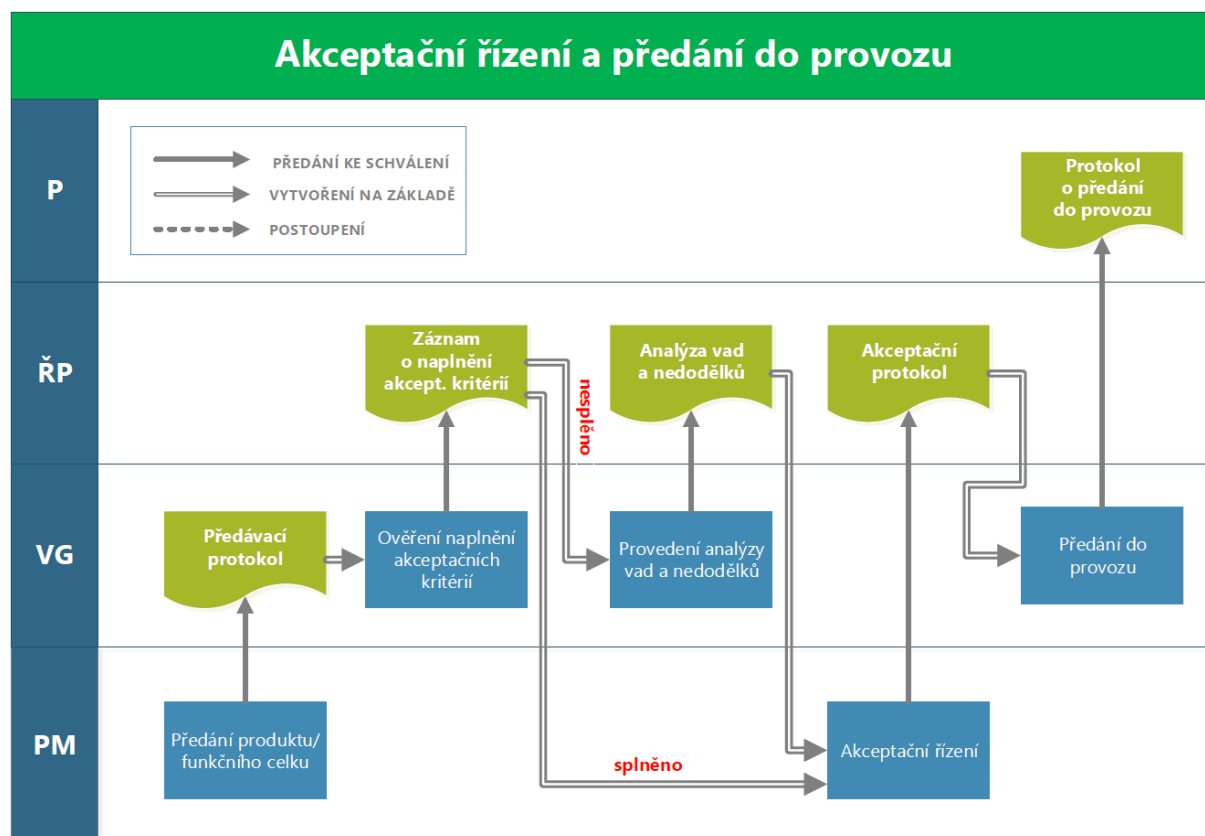 Akceptační řízení a předání do provozu
P
PŘEDÁNÍ KE SCHVÁLENÍ
VYTVOŘENÍ NA ZÁKLADĚ
POSTOUPENÍ
Protokol
o předání
do provozu
ŘP
Záznam
o naplnění
akcept. kritérií
nesplěno
Analýza vad
a nedodělků
Akceptační
protokol
VG
Předávací
protokol
Ověření naplnění
akceptačních
kritérií
Provedení analýzy
vad a nedodělků
Předání do
provozu
PM
Předání produktu/
funkčního celku
splněno
Akceptační řízení